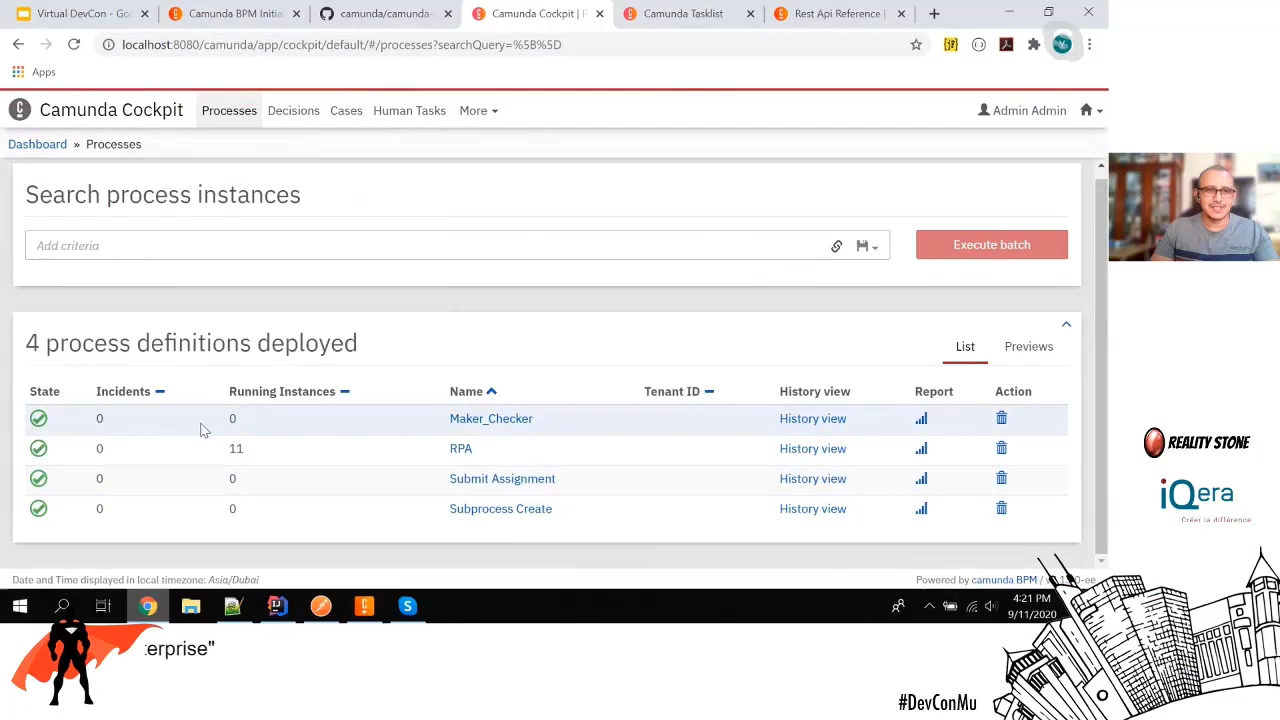 Virtual DevCon - Goo
Camunda BPM Initial
camunda/camunda-
Camunda Cockpit | P
Camunda Tasklist
Rest Api Reference |
localhost:8080/camunda/app/cockpit/default/#/processes?searchQuery=%5B%5D
Apps
Camunda Cockpit
Processes
Decisions
Cases
Human Tasks
More
Admin Admin
Dashboard » Processes
Search process instances
Add criteria
Execute batch
4 process definitions deployed
List
Previews
State Incidents Running Instances Name Tenant ID History view Report Action
0 0 Maker_Checker History view
0 11 RPA History view
0 0 Submit Assignment History view
0 0 Subprocess Create History view
REALITY STONE
iQera
Créer la différence
Date and Time displayed in local timezone: Asia/Dubai
Powered by camunda BPM /
4:21 PM
9/11/2020
terprise"
#DevConMu